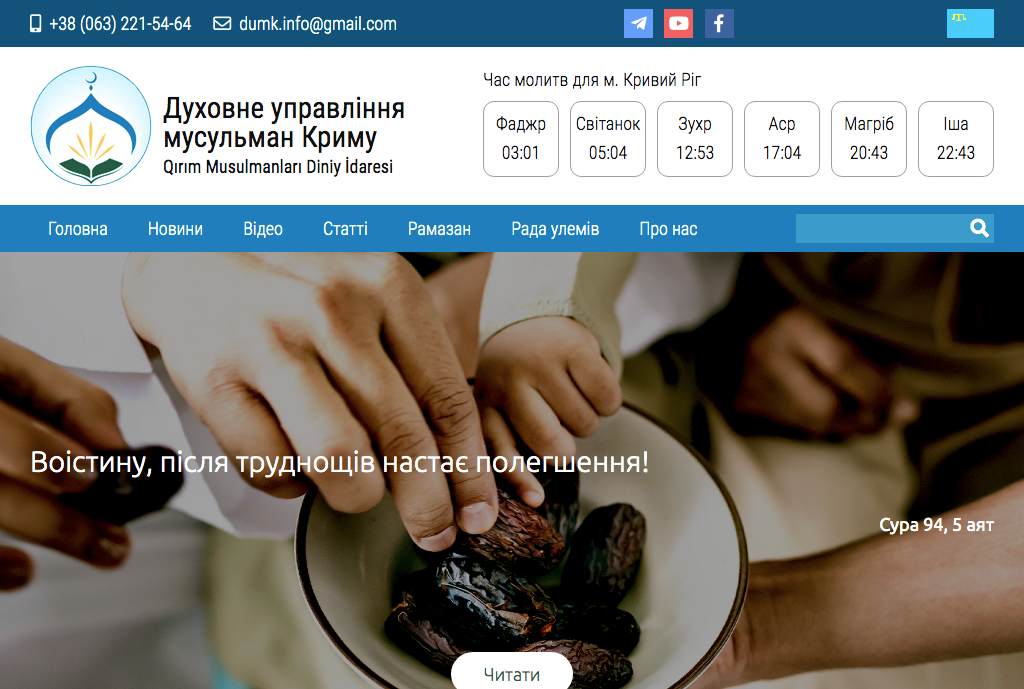 +38 (063) 221-54-64
dumk.info@gmail.com
Духовне управління
мусульман Криму
Qırım Musulmanları Diniy İdaresi
Час молитв для м. Кривий Ріг
Фаджр
03:01
Світанок
05:04
Зухр
12:53
Аср
17:04
Магріб
20:43
Іша
22:43
Головна
Новини
Відео
Статті
Рамазан
Рада улемів
Про нас
Воістину, після труднощів настає полегшення!
Сура 94, 5 аят
Читати